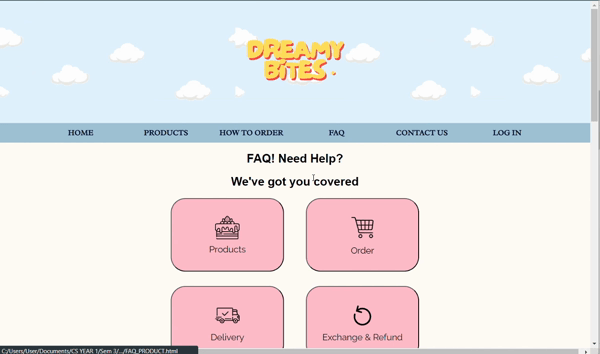 DREAMY
BITES
HOME PRODUCTS HOW TO ORDER FAQ CONTACT US LOG IN
FAQ! Need Help?
We've got you covered
Products Order
Delivery Exchange & Refund
C:/Users/User/Documents/CS YEAR 1/Sem 3/.../FAQ_PRODUCT.html